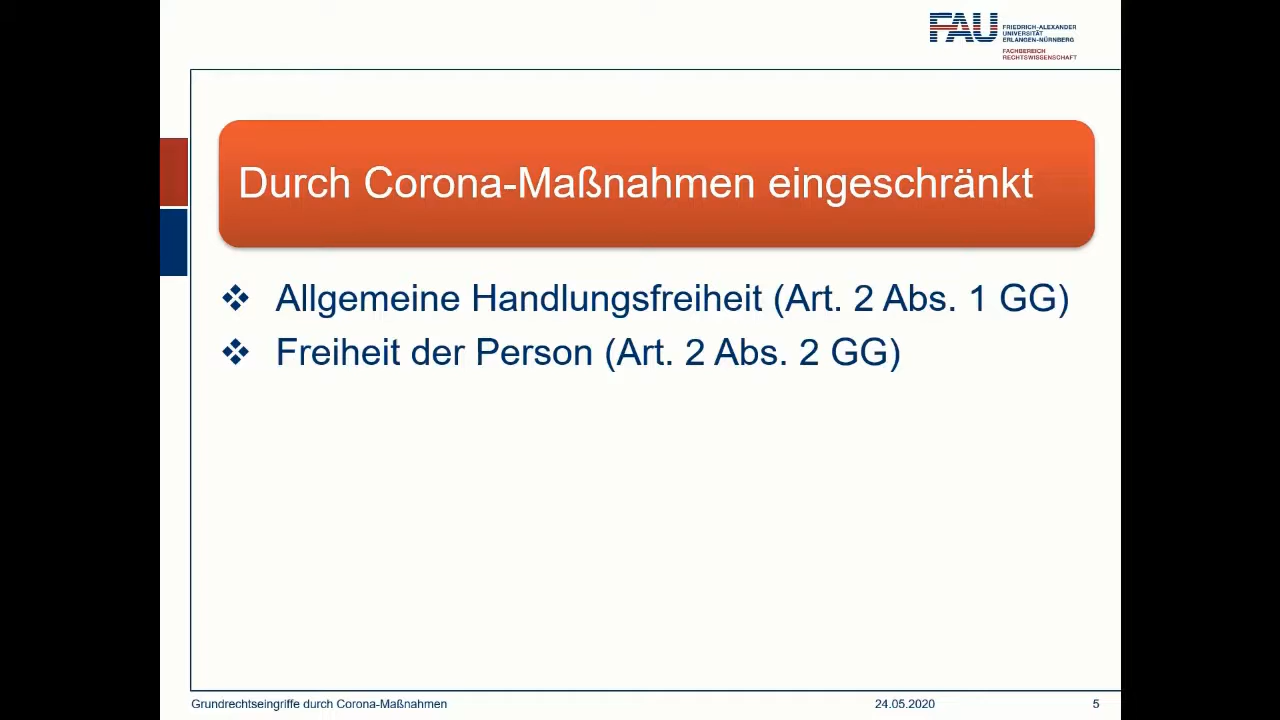 FAU
FRIEDRICH-ALEXANDER
UNIVERSITÄT
ERLANGEN-NÜRNBERG
FACHBEREICH
RECHTSWISSENSCHAFT
Durch Corona-Maßnahmen eingeschränkt
❖ Allgemeine Handlungsfreiheit (Art. 2 Abs. 1 GG)
❖ Freiheit der Person (Art. 2 Abs. 2 GG)
Grundrechtseingriffe durch Corona-Maßnahmen 24.05.2020 5